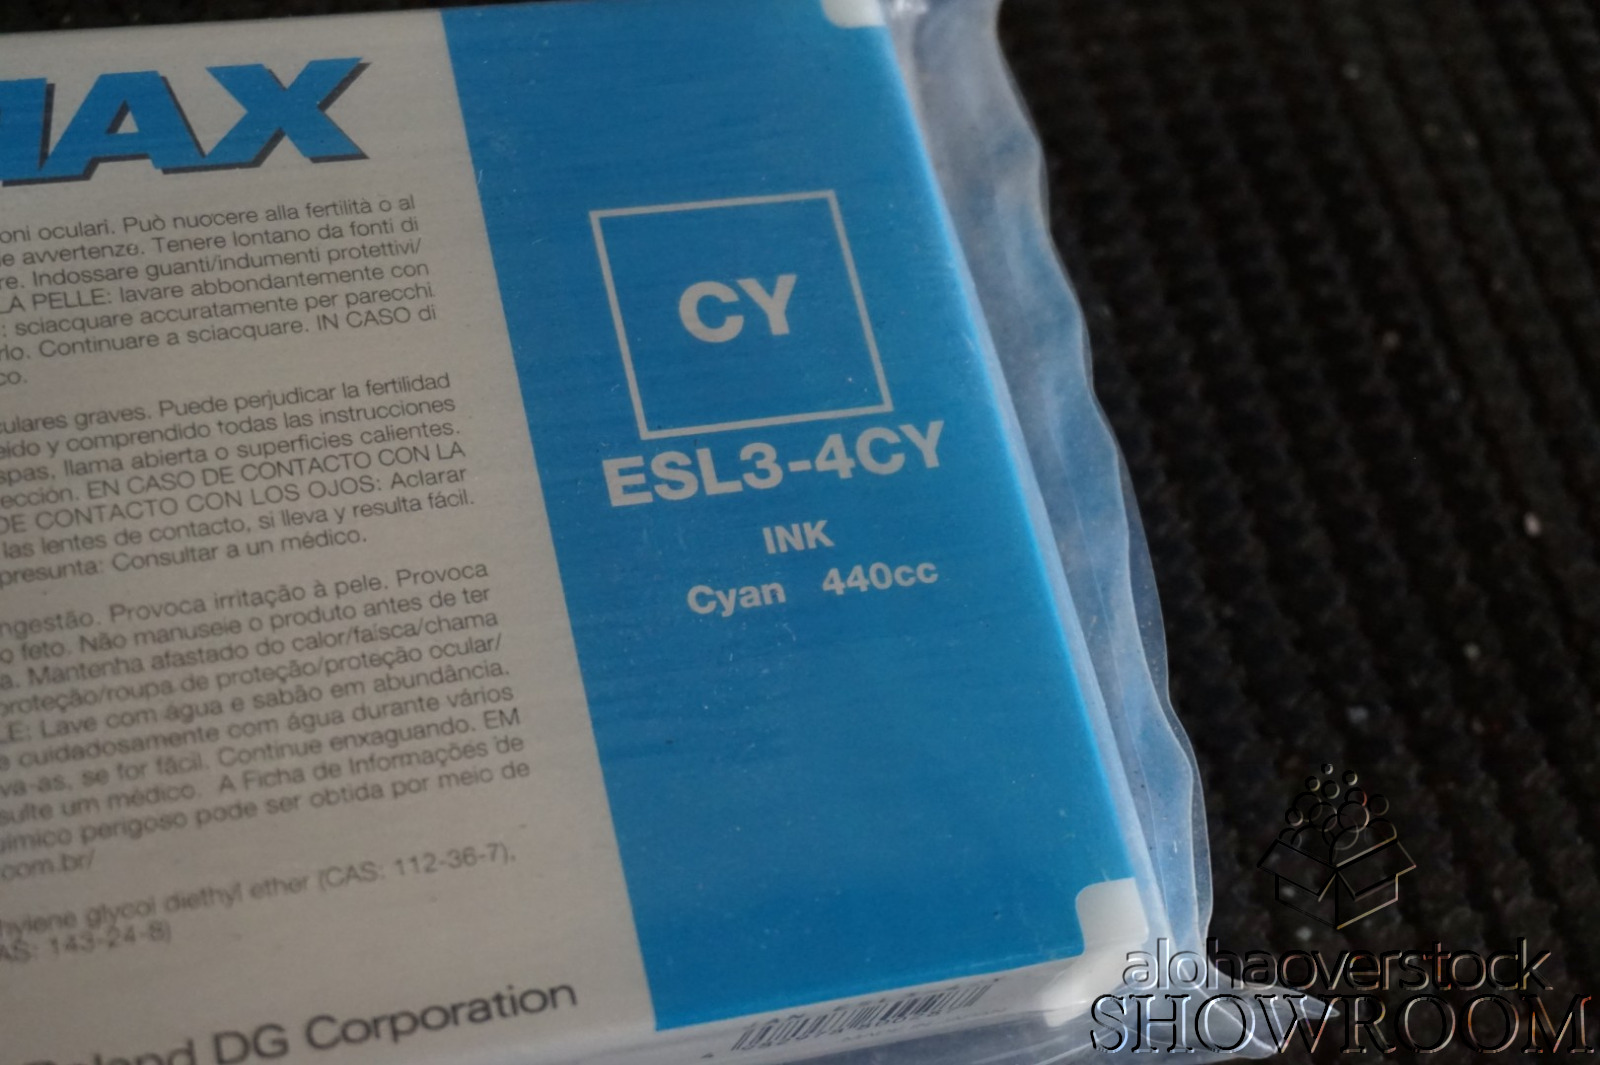 MAX
oni oculari. Può nuocere alla fertilità o al
e avvertenze. Tenere lontano da fonti di
re. Indossare guanti/indumenti protettivi/
LA PELLE: lavare abbondantemente con
: sciacquare accuratamente per parecchi
rlo. Continuare a sciacquare. IN CASO di
co.
culares graves. Puede perjudicar la fertilidad
eído y comprendido todas las instrucciones
spas, llama abierta o superficies calientes.
ección. EN CASO DE CONTACTO CON LA
DE CONTACTO CON LOS OJOS: Aclarar
las lentes de contacto, si lleva y resulta fácil.
presunta: Consultar a un médico.
ngestão. Provoca irritação à pele. Provoca
o feto. Não manuseie o produto antes de ter
a. Mantenha afastado do calor/faísca/chama
proteção/roupa de proteção/proteção ocular/
LE: Lave com água e sabão em abundância.
e cuidadosamente com água durante vários
va-as, se for fácil. Continue enxaguando. EM
sulte um médico. A Ficha de Informações de
uímico perigoso pode ser obtida por meio de
com.br/
hylene glycol diethyl ether (CAS: 112-36-7),
AS: 143-24-8)
Roland DG Corporation
CY
ESL3-4CY
INK
Cyan 440cc
alohaoverstock
SHOWROOM